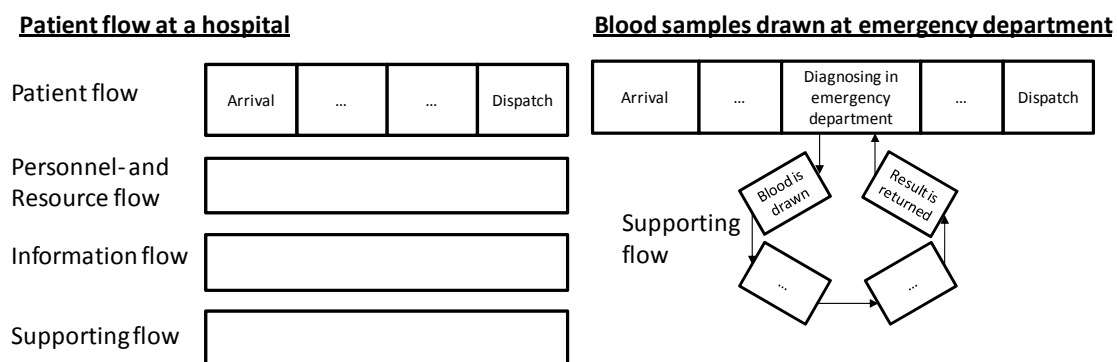 Patient flow at a hospital
Patient flow
Arrival
...
...
Dispatch
Personnel- and
Resource flow
Information flow
Supporting flow
Blood samples drawn at emergency department
Arrival
...
Diagnosing in
emergency
department
...
Dispatch
Supporting
flow
Blood is
drawn
Result is
returned
...
...